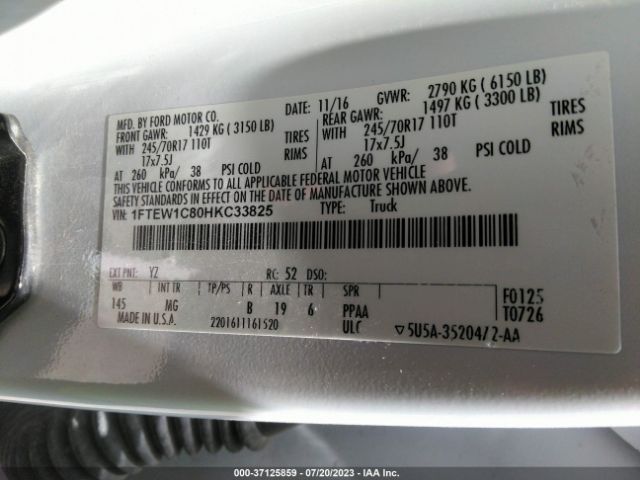 MFD. BY FORD MOTOR CO.
DATE: 11/16 GVWR: 2790 KG ( 6150 LB)
FRONT GAWR: 1429 KG ( 3150 LB)
REAR GAWR: 1497 KG ( 3300 LB)
WITH 245/70R17 110T TIRES
WITH 245/70R17 110T TIRES
17x7.5J RIMS
17x7.5J RIMS
AT 260 kPa/ 38 PSI COLD
AT 260 kPa/ 38 PSI COLD
THIS VEHICLE CONFORMS TO ALL APPLICABLE FEDERAL MOTOR VEHICLE
SAFETY STANDARDS IN EFFECT ON THE DATE OF MANUFACTURE SHOWN ABOVE.
VIN: 1FTEW1C80HKC33825 TYPE: Truck
EXT PNT: YZ RC: 52 DSO:
WB INT TR TP/PS R AXLE TR SPR
145 MG B 19 6 PPAA
F0125
T0726
MADE IN U.S.A. 2201611161520 ULC ▽5U5A-3520472-AA
000-37125859 - 07/20/2023 - IAA Inc.